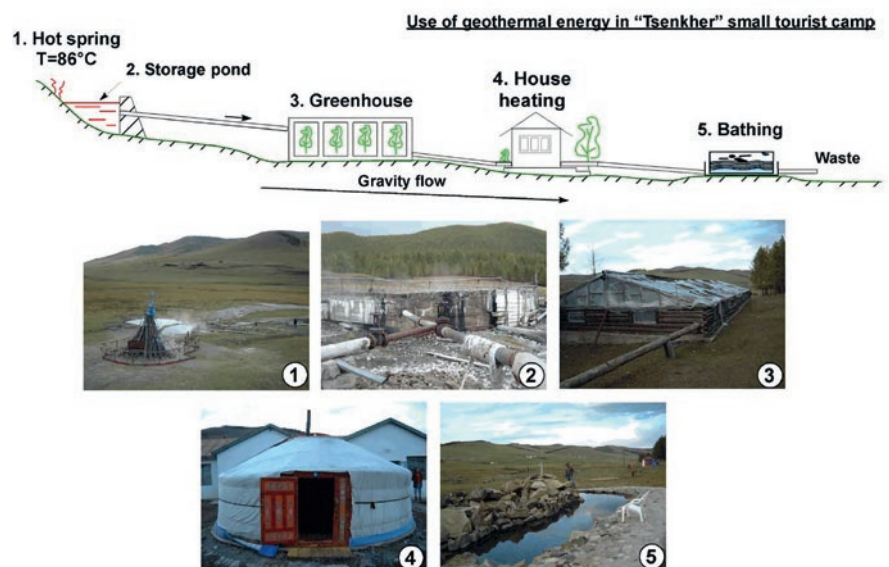 Use of geothermal energy in “Tsenkher” small tourist camp
1. Hot spring
T=86°C
2. Storage pond
3. Greenhouse
4. House
heating
5. Bathing
Waste
Gravity flow
1
2
3
4
5